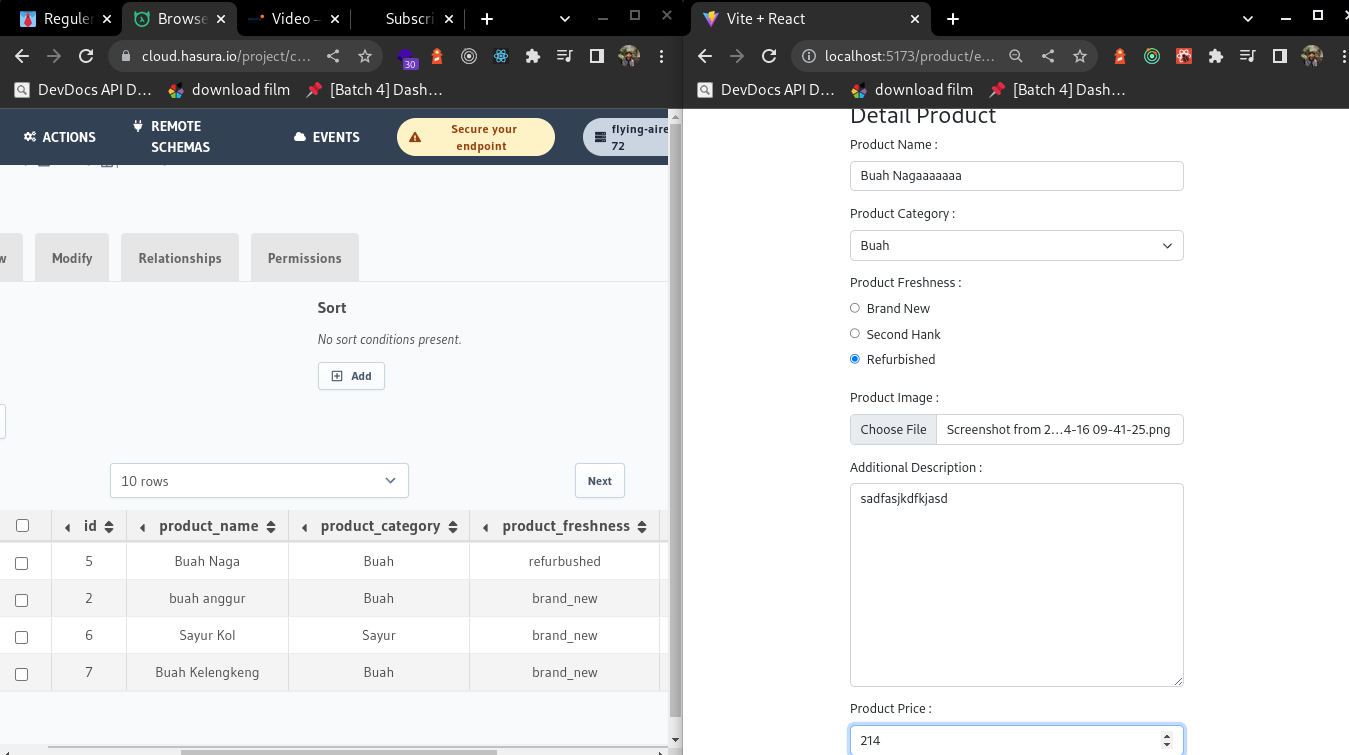 Reguler
Browse
Video –
Subscri
cloud.hasura.io/project/c...
30
DevDocs API D...
download film
[Batch 4] Dash...
ACTIONS
REMOTE
SCHEMAS
EVENTS
Secure your
endpoint
flying-aire
72
w
Modify
Relationships
Permissions
Sort
No sort conditions present.
Add
10 rows
Next
id product_name product_category product_freshness
5 Buah Naga Buah refurbushed
2 buah anggur Buah brand_new
6 Sayur Kol Sayur brand_new
7 Buah Kelengkeng Buah brand_new
Vite + React
localhost:5173/product/e...
DevDocs API D...
download film
[Batch 4] Dash...
Detail Product
Product Name :
Buah Nagaaaaaaa
Product Category :
Buah
Product Freshness :
Brand New
Second Hank
Refurbished
Product Image :
Choose File Screenshot from 2...4-16 09-41-25.png
Additional Description :
sadfasjkdfkjasd
Product Price :
214